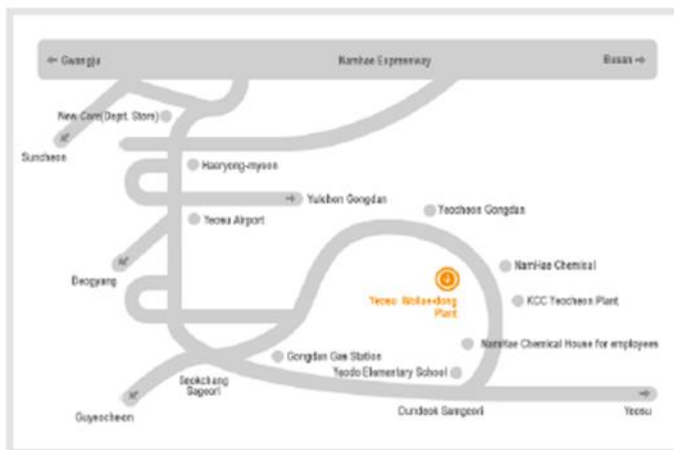 Gwangju
Namhae Expressway
Busan
New Core(Dept. Store)
Suncheon
Haeryong-myeon
Yulchon Gongdan
Yeosu Airport
Yeocheon Gongdan
Deogyang
NamHae Chemical
Yeosu Wollae-dong
Plant
KCC Yeocheon Plant
NamHae Chemical House for employees
Gongdan Gas Station
Yeodo Elementary School
Seokchang
Sageori
Guyeocheon
Dundeok Samgeori
Yeosu